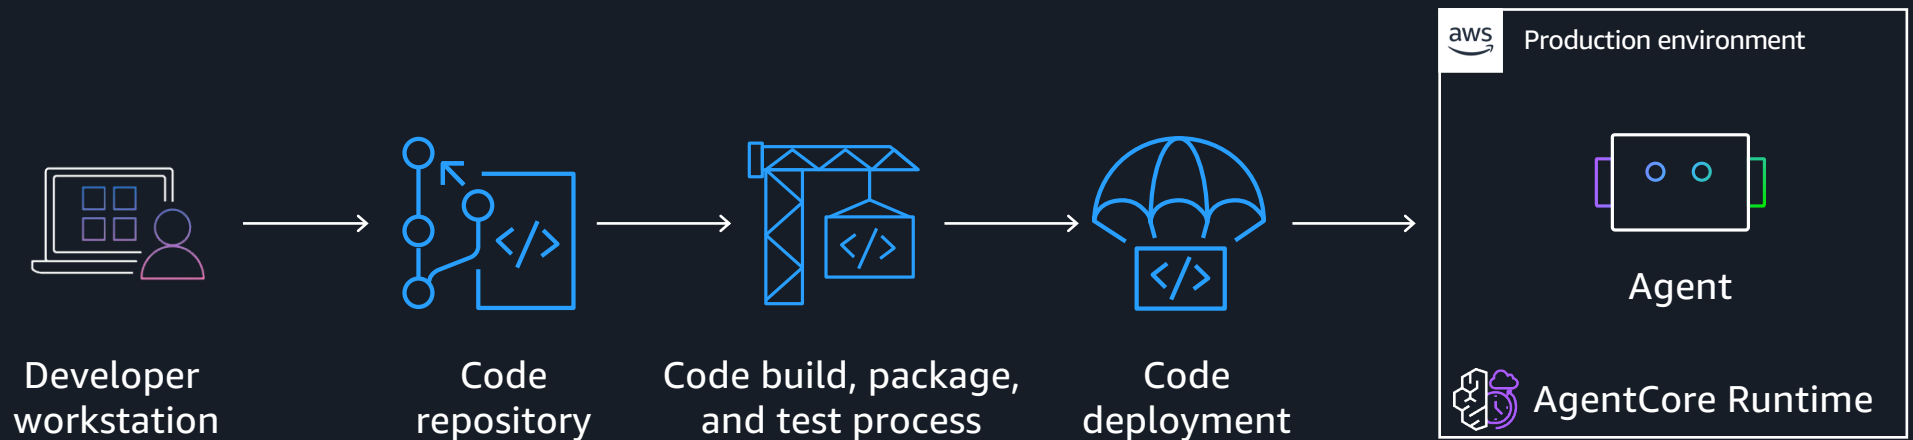 aws
Production environment
</>
</>
</>
Agent
Developer
workstation
Code
repository
Code build, package,
and test process
Code
deployment
AgentCore Runtime